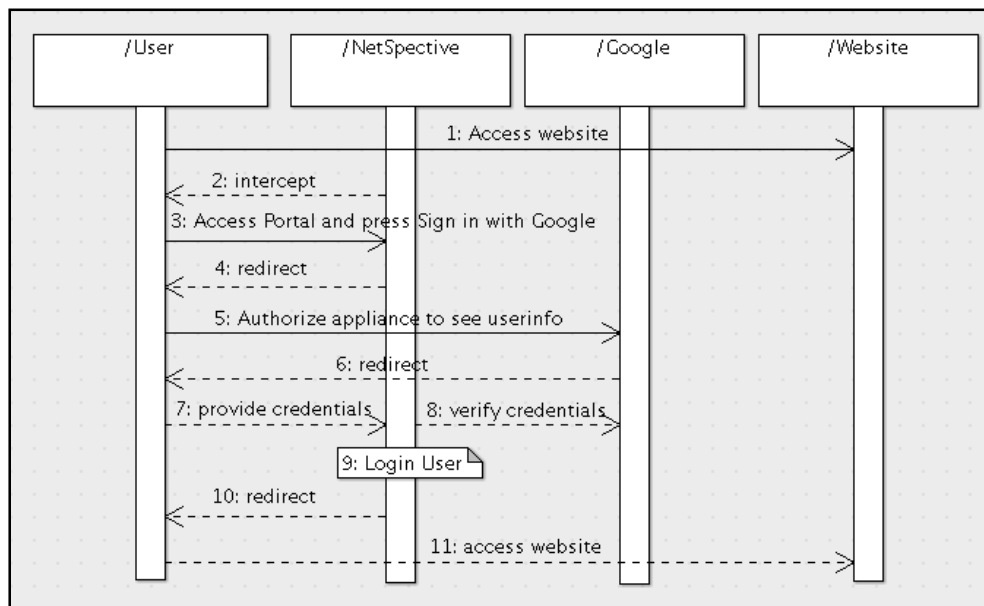 /User
/NetSpective
/Google
/Website
1: Access website
2: intercept
3: Access Portal and press Sign in with Google
4: redirect
5: Authorize appliance to see userinfo
6: redirect
7: provide credentials
8: verify credentials
9: Login User
10: redirect
11: access website